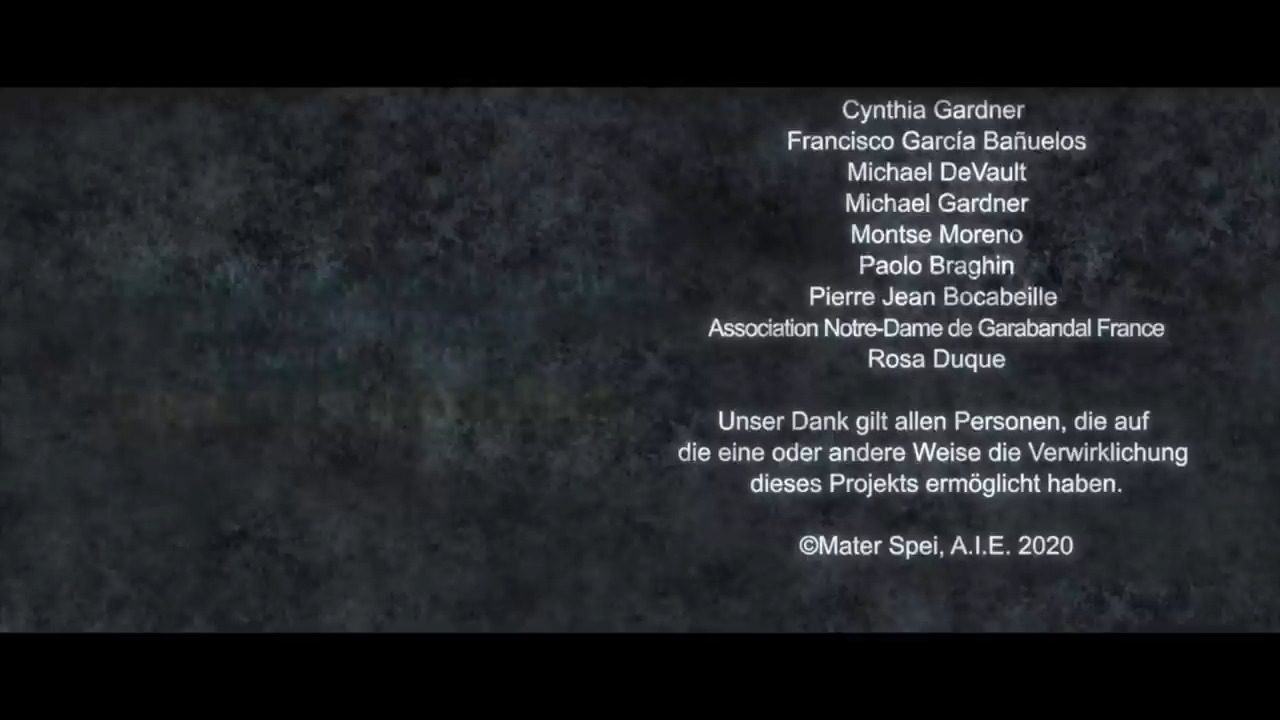 Cynthia Gardner
Francisco García Bañuelos
Michael DeVault
Michael Gardner
Montse Moreno
Paolo Braghin
Pierre Jean Bocabeille
Association Notre-Dame de Garabandal France
Rosa Duque
Unser Dank gilt allen Personen, die auf
die eine oder andere Weise die Verwirklichung
dieses Projekts ermöglicht haben.
©Mater Spei, A.I.E. 2020